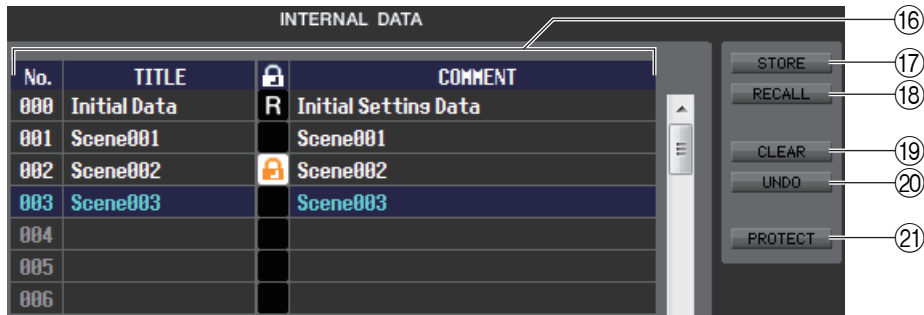 INTERNAL DATA
⑯
No. TITLE COMMENT
000 Initial Data R Initial Setting Data
001 Scene001 Scene001
002 Scene002 Scene002
003 Scene003 Scene003
004
005
006
STORE ⑰
RECALL ⑱
CLEAR ⑲
UNDO ⑳
PROTECT ㉑